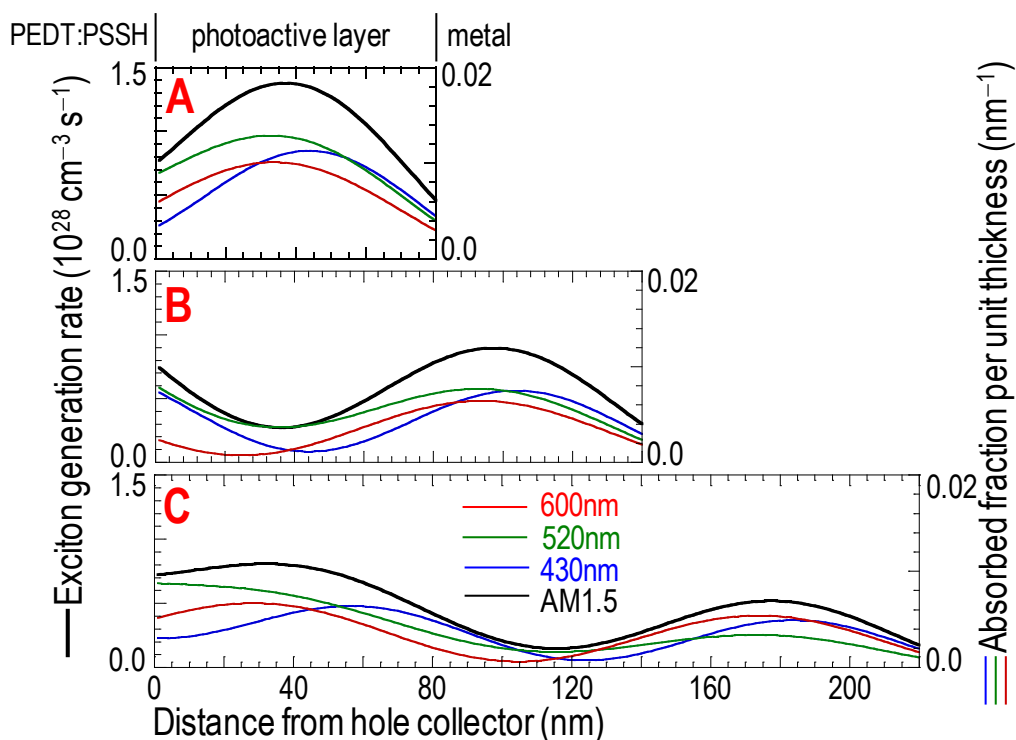 PEDT:PSSH
photoactive layer
metal
1.5
0.02
A
0.0
0.0
1.5
0.02
B
0.0
0.0
1.5
0.02
C
600nm
520nm
430nm
AM1.5
0.0
0.0
0 40 80 120 160 200
Distance from hole collector (nm)
Exciton generation rate (10²⁸ cm⁻³ s⁻¹)
Absorbed fraction per unit thickness (nm⁻¹)